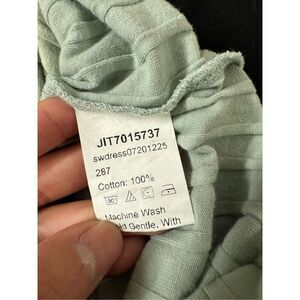 JIT7015737
swdress07201225
287
Cotton: 100%
Machine Wash
Gentle, With